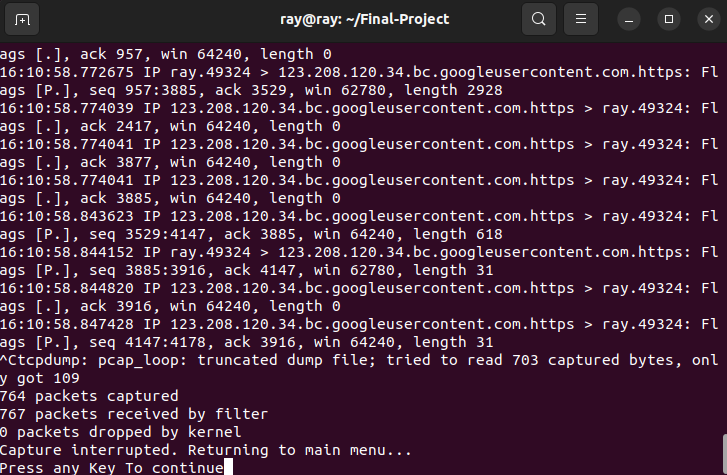 ray@ray: ~/Final-Project
ags [.], ack 957, win 64240, length 0
16:10:58.772675 IP ray.49324 > 123.208.120.34.bc.googleusercontent.com.https: Fl
ags [P.], seq 957:3885, ack 3529, win 62780, length 2928
16:10:58.774039 IP 123.208.120.34.bc.googleusercontent.com.https > ray.49324: Fl
ags [.], ack 2417, win 64240, length 0
16:10:58.774041 IP 123.208.120.34.bc.googleusercontent.com.https > ray.49324: Fl
ags [.], ack 3877, win 64240, length 0
16:10:58.774041 IP 123.208.120.34.bc.googleusercontent.com.https > ray.49324: Fl
ags [.], ack 3885, win 64240, length 0
16:10:58.843623 IP 123.208.120.34.bc.googleusercontent.com.https > ray.49324: Fl
ags [P.], seq 3529:4147, ack 3885, win 64240, length 618
16:10:58.844152 IP ray.49324 > 123.208.120.34.bc.googleusercontent.com.https: Fl
ags [P.], seq 3885:3916, ack 4147, win 62780, length 31
16:10:58.844820 IP 123.208.120.34.bc.googleusercontent.com.https > ray.49324: Fl
ags [.], ack 3916, win 64240, length 0
16:10:58.847428 IP 123.208.120.34.bc.googleusercontent.com.https > ray.49324: Fl
ags [P.], seq 4147:4178, ack 3916, win 64240, length 31
^Ctcpdump: pcap_loop: truncated dump file; tried to read 703 captured bytes, onl
y got 109
764 packets captured
767 packets received by filter
0 packets dropped by kernel
Capture interrupted. Returning to main menu...
Press any Key To continue